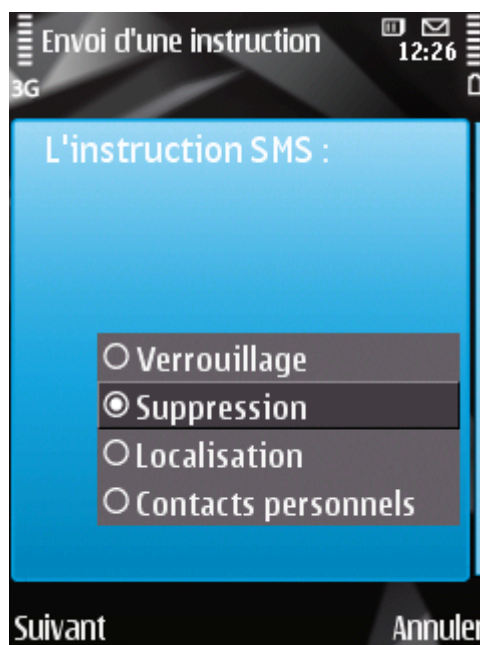 Envoi d'une instruction
12:26
3G
L'instruction SMS :
Verrouillage
Suppression
Localisation
Contacts personnels
Suivant
Annuler